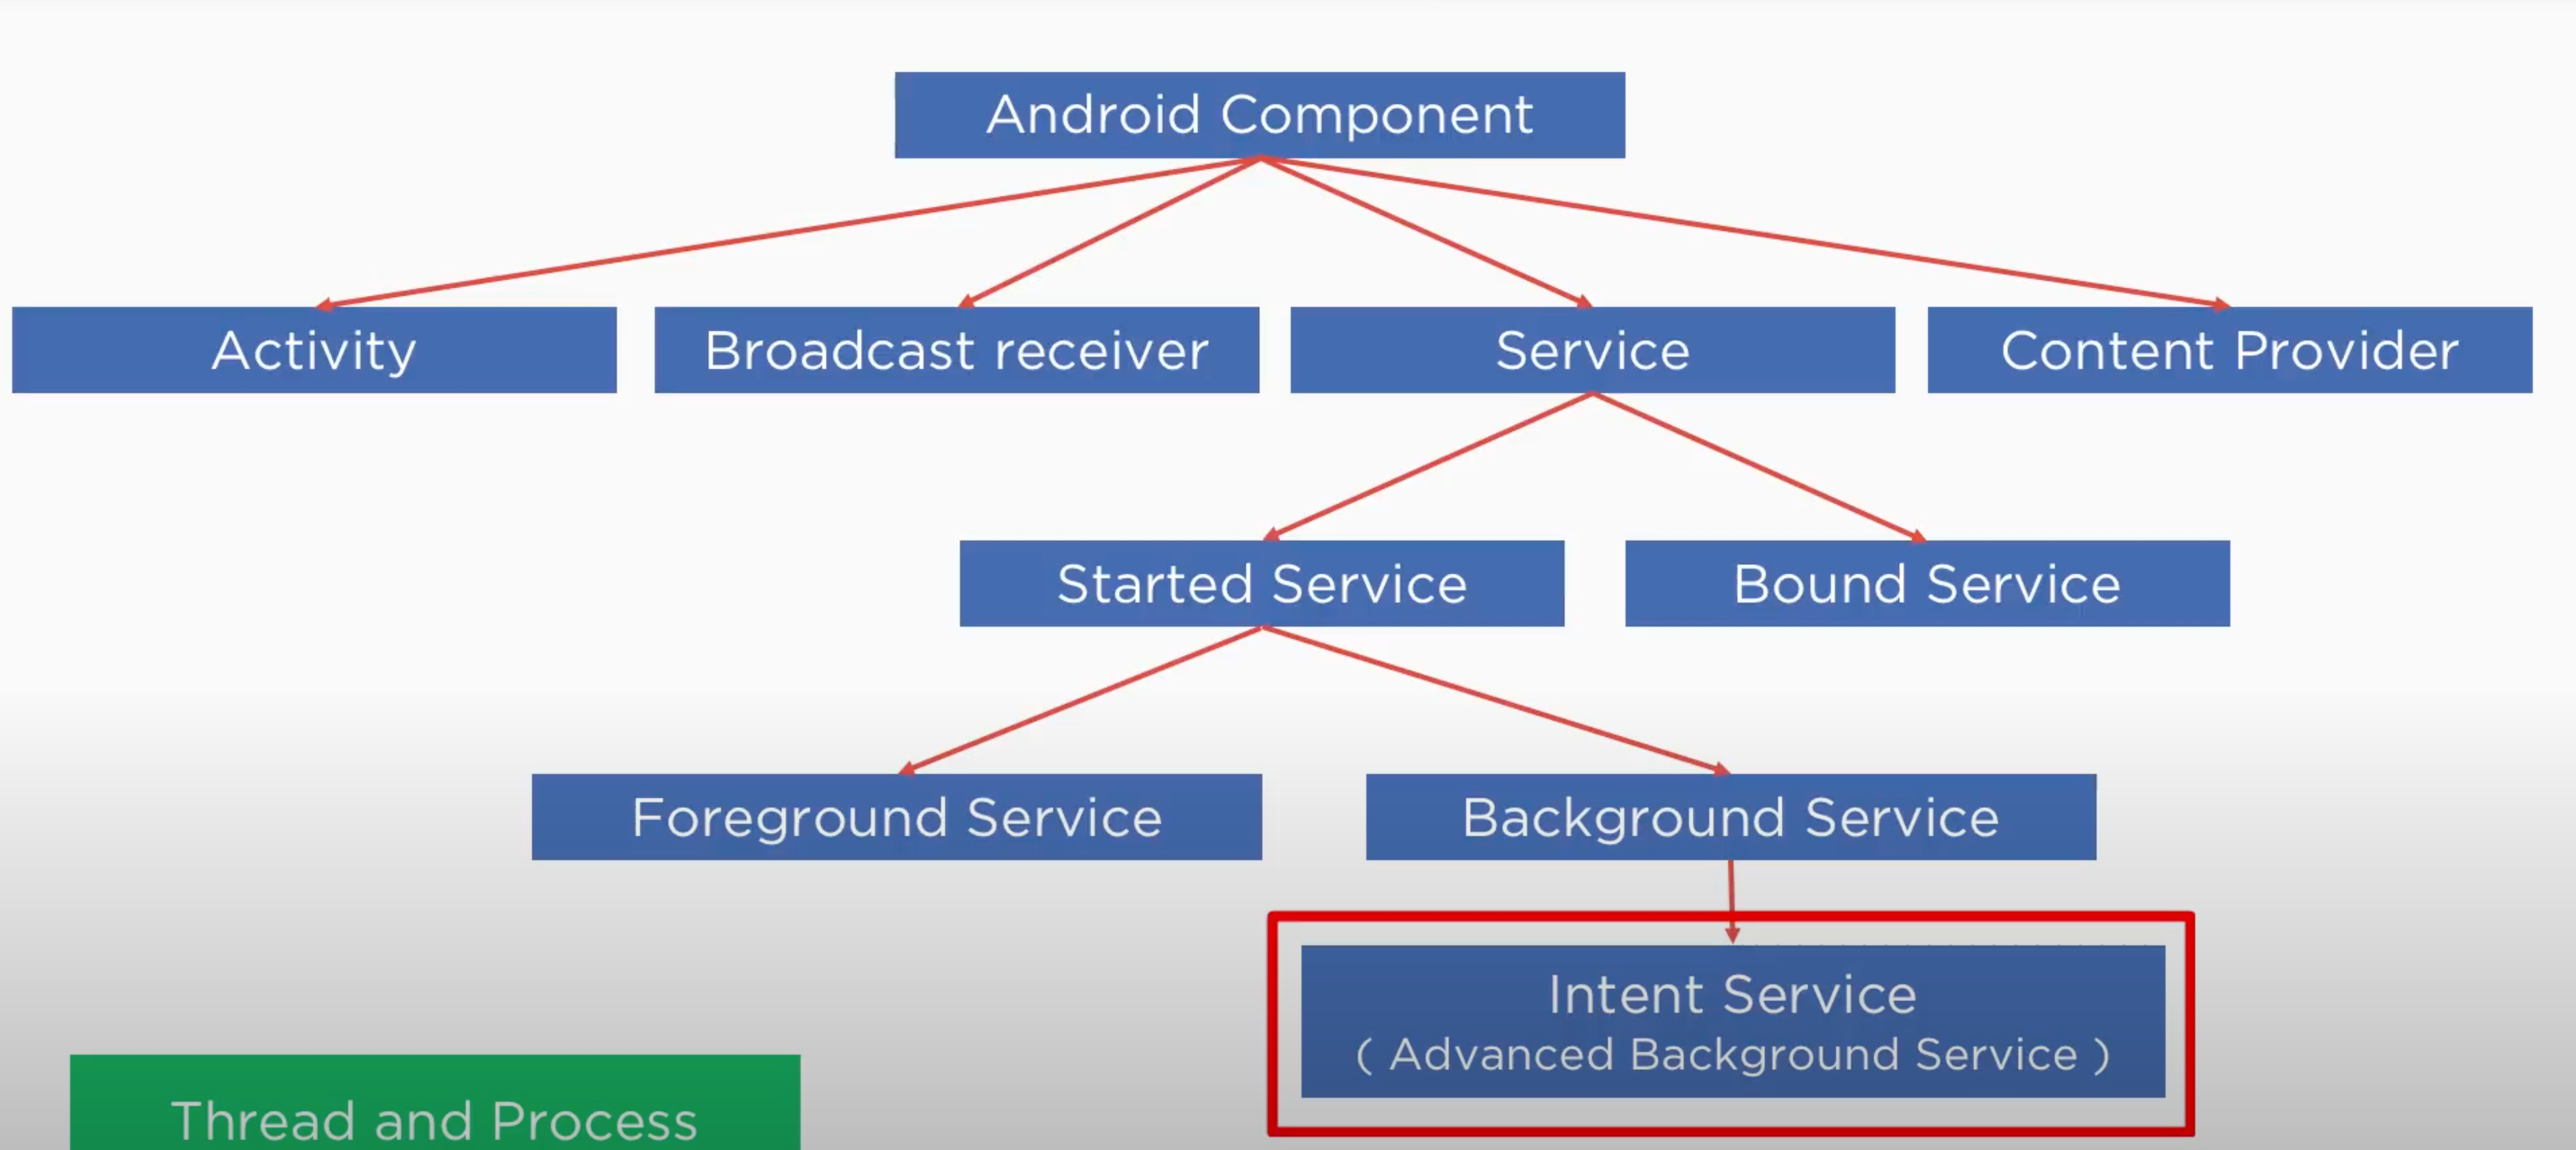 Android Component
Activity
Broadcast receiver
Service
Content Provider
Started Service
Bound Service
Foreground Service
Background Service
Intent Service
( Advanced Background Service )
Thread and Process